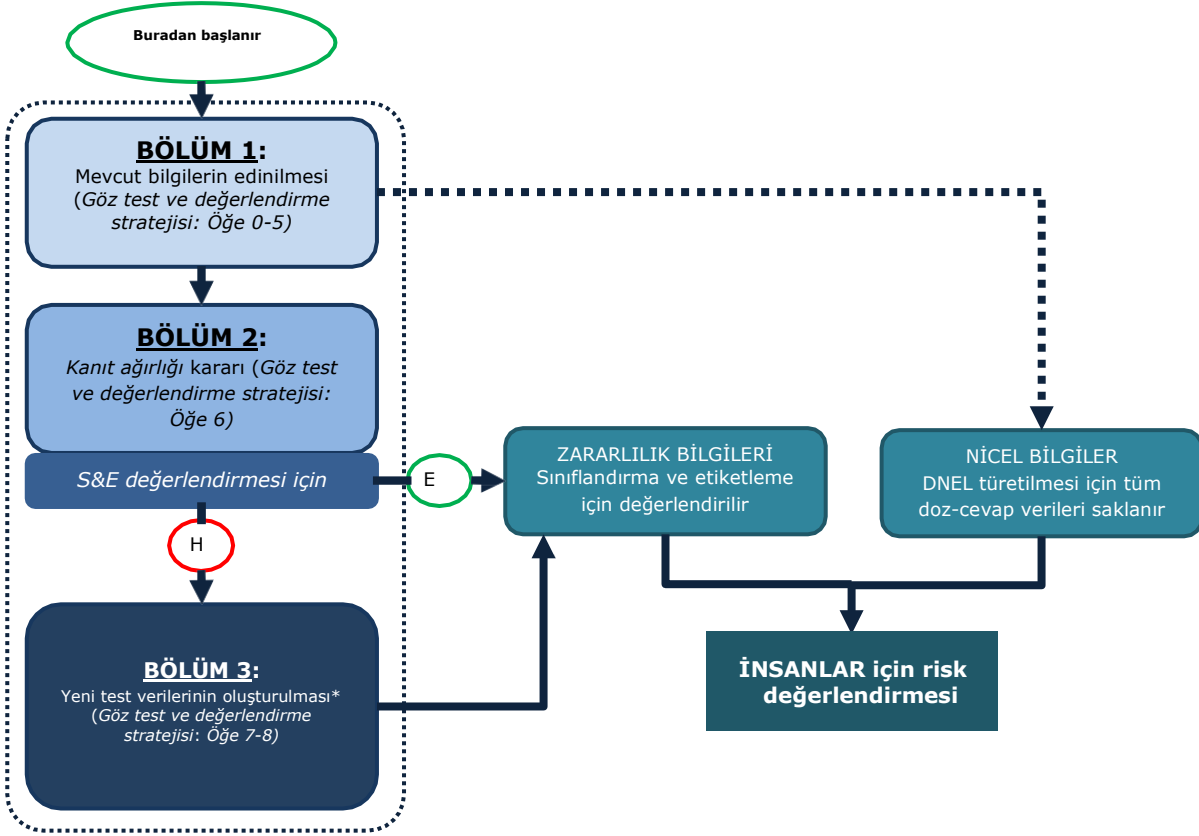 Buradan başlanır
BÖLÜM 1:
Mevcut bilgilerin edinilmesi
(Göz test ve değerlendirme
stratejisi: Öğe 0-5)
BÖLÜM 2:
Kanıt ağırlığı kararı (Göz test
ve değerlendirme stratejisi:
Öğe 6)
S&E değerlendirmesi için
E
H
BÖLÜM 3:
Yeni test verilerinin oluşturulması*
(Göz test ve değerlendirme
stratejisi: Öğe 7-8)
ZARARLILIK BİLGİLERİ
Sınıflandırma ve etiketleme
için değerlendirilir
NİCEL BİLGİLER
DNEL türetilmesi için tüm
doz-cevap verileri saklanır
İNSANLAR için risk
değerlendirmesi